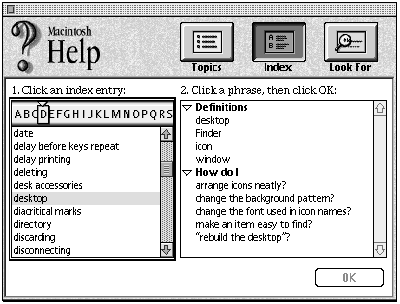 Macintosh
Help
Topics
Index
Look For
1. Click an index entry:
2. Click a phrase, then click OK:
A B C D E F G H I J K L M N O P Q R S
date
delay before keys repeat
delay printing
deleting
desk accessories
desktop
diacritical marks
directory
discarding
disconnecting
Definitions
desktop
Finder
icon
window
How do I
arrange icons neatly?
change the background pattern?
change the font used in icon names?
make an item easy to find?
"rebuild the desktop"?
OK